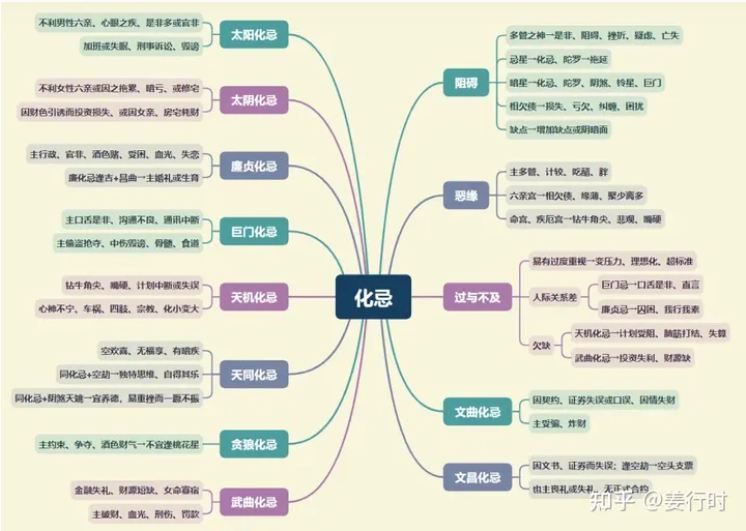 化忌
太阳化忌
不利男性六亲、心眼之疾、是非多或官非
加班或失眠、刑事诉讼、毁谤
太阴化忌
不利女性六亲或因之拖累、暗亏、或修宅
因财色引诱而投资损失、或因女亲、房宅耗财
廉贞化忌
主行政、官非、酒色赌、受困、血光、失恋
廉化忌逢吉+昌曲一主婚礼或生育
巨门化忌
主口舌是非、沟通不良、通讯中断
主偷盗抢夺、中伤毁谤、骨髓、食道
天机化忌
钻牛角尖、嘴硬、计划中断或失误
心神不宁、车祸、四肢、宗教、化小变大
天同化忌
空欢喜、无福享、有暗疾
同化忌+空劫一独特思维、自得其乐
同化忌+阴煞天姚一宜养德，易重挫而一蹶不振
贪狼化忌
主约束、争夺、酒色财气一不宜逢桃花星
武曲化忌
金融失礼、财源短缺、女命寡宿
主破财、血光、刑伤、罚款
阻碍
多管之神一是非、阻碍、挫折、疑虑、亡失
忌星一化忌、陀罗一拖延
暗星一化忌、陀罗、阴煞、铃星、巨门
相欠债一损失、亏欠、纠缠、困扰
缺点一增加缺点或阴暗面
恶缘
主多管、计较、吃醋、胖
六亲宫一相欠债、缘薄、聚少离多
命宫、疾厄宫一钻牛角尖、悲观、嘴硬
过与不及
易有过度重视一变压力、理想化、超标准
人际关系差
巨门忌一口舌是非、直言
廉贞忌一囚困、我行我素
欠缺
天机化忌一计划受阻、脑筋打结、失算
武曲化忌一投资失利、财源缺
文曲化忌
因契约、证券失误或口误、因情失财
主受骗、炸财
文昌化忌
因文书、证券而失误；逢空劫一空头支票
也主丧礼或失礼、无正式合约
知乎 @姜行时